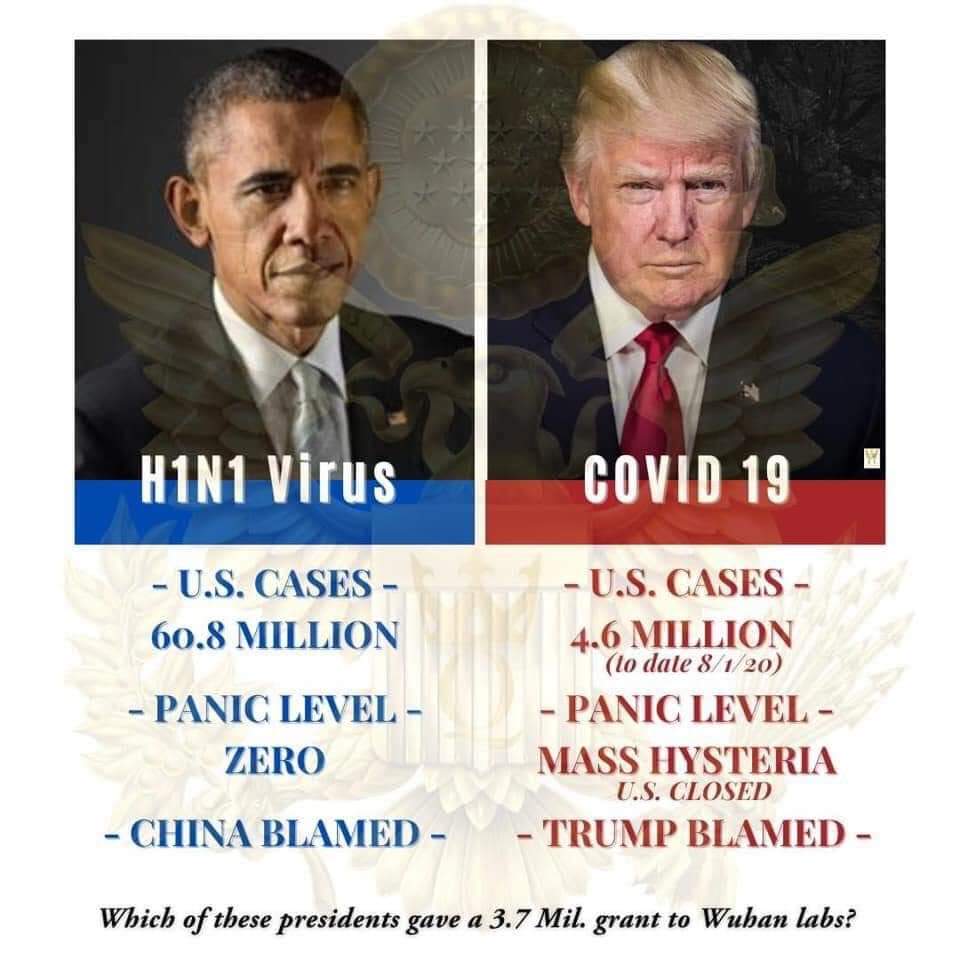 H1N1 Virus
COVID 19
- U.S. CASES -
60.8 MILLION
- PANIC LEVEL -
ZERO
- CHINA BLAMED -
- U.S. CASES -
4.6 MILLION
(to date 8/1/20)
- PANIC LEVEL -
MASS HYSTERIA
U.S. CLOSED
- TRUMP BLAMED -
Which of these presidents gave a 3.7 Mil. grant to Wuhan labs?